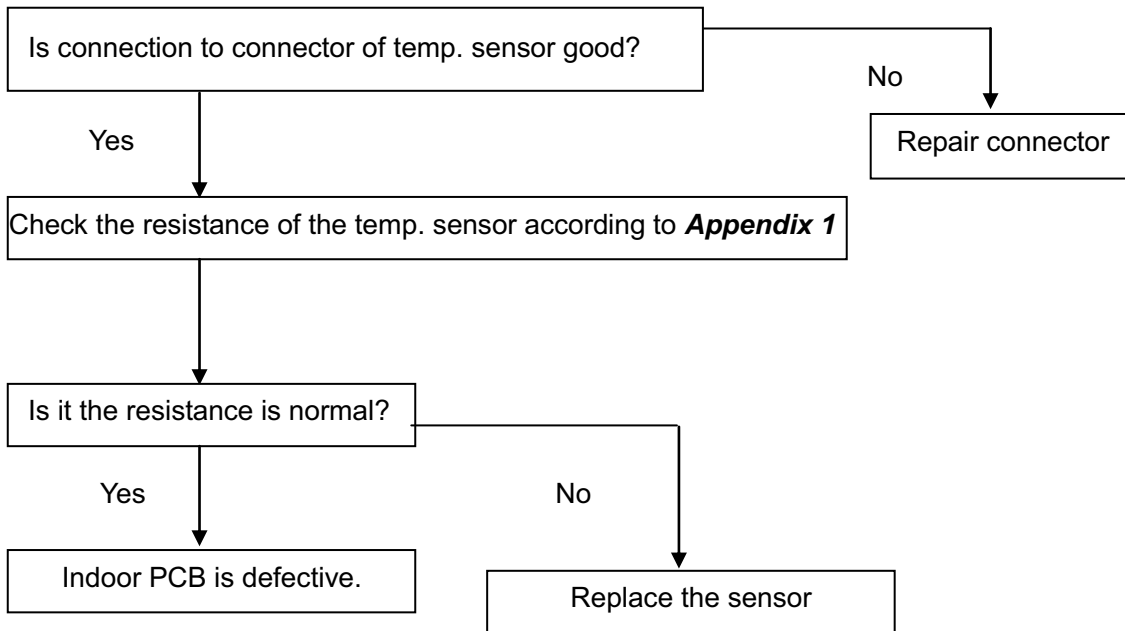 Is connection to connector of temp. sensor good?
No
Yes
Repair connector
Check the resistance of the temp. sensor according to Appendix 1
Is it the resistance is normal?
Yes
No
Indoor PCB is defective.
Replace the sensor